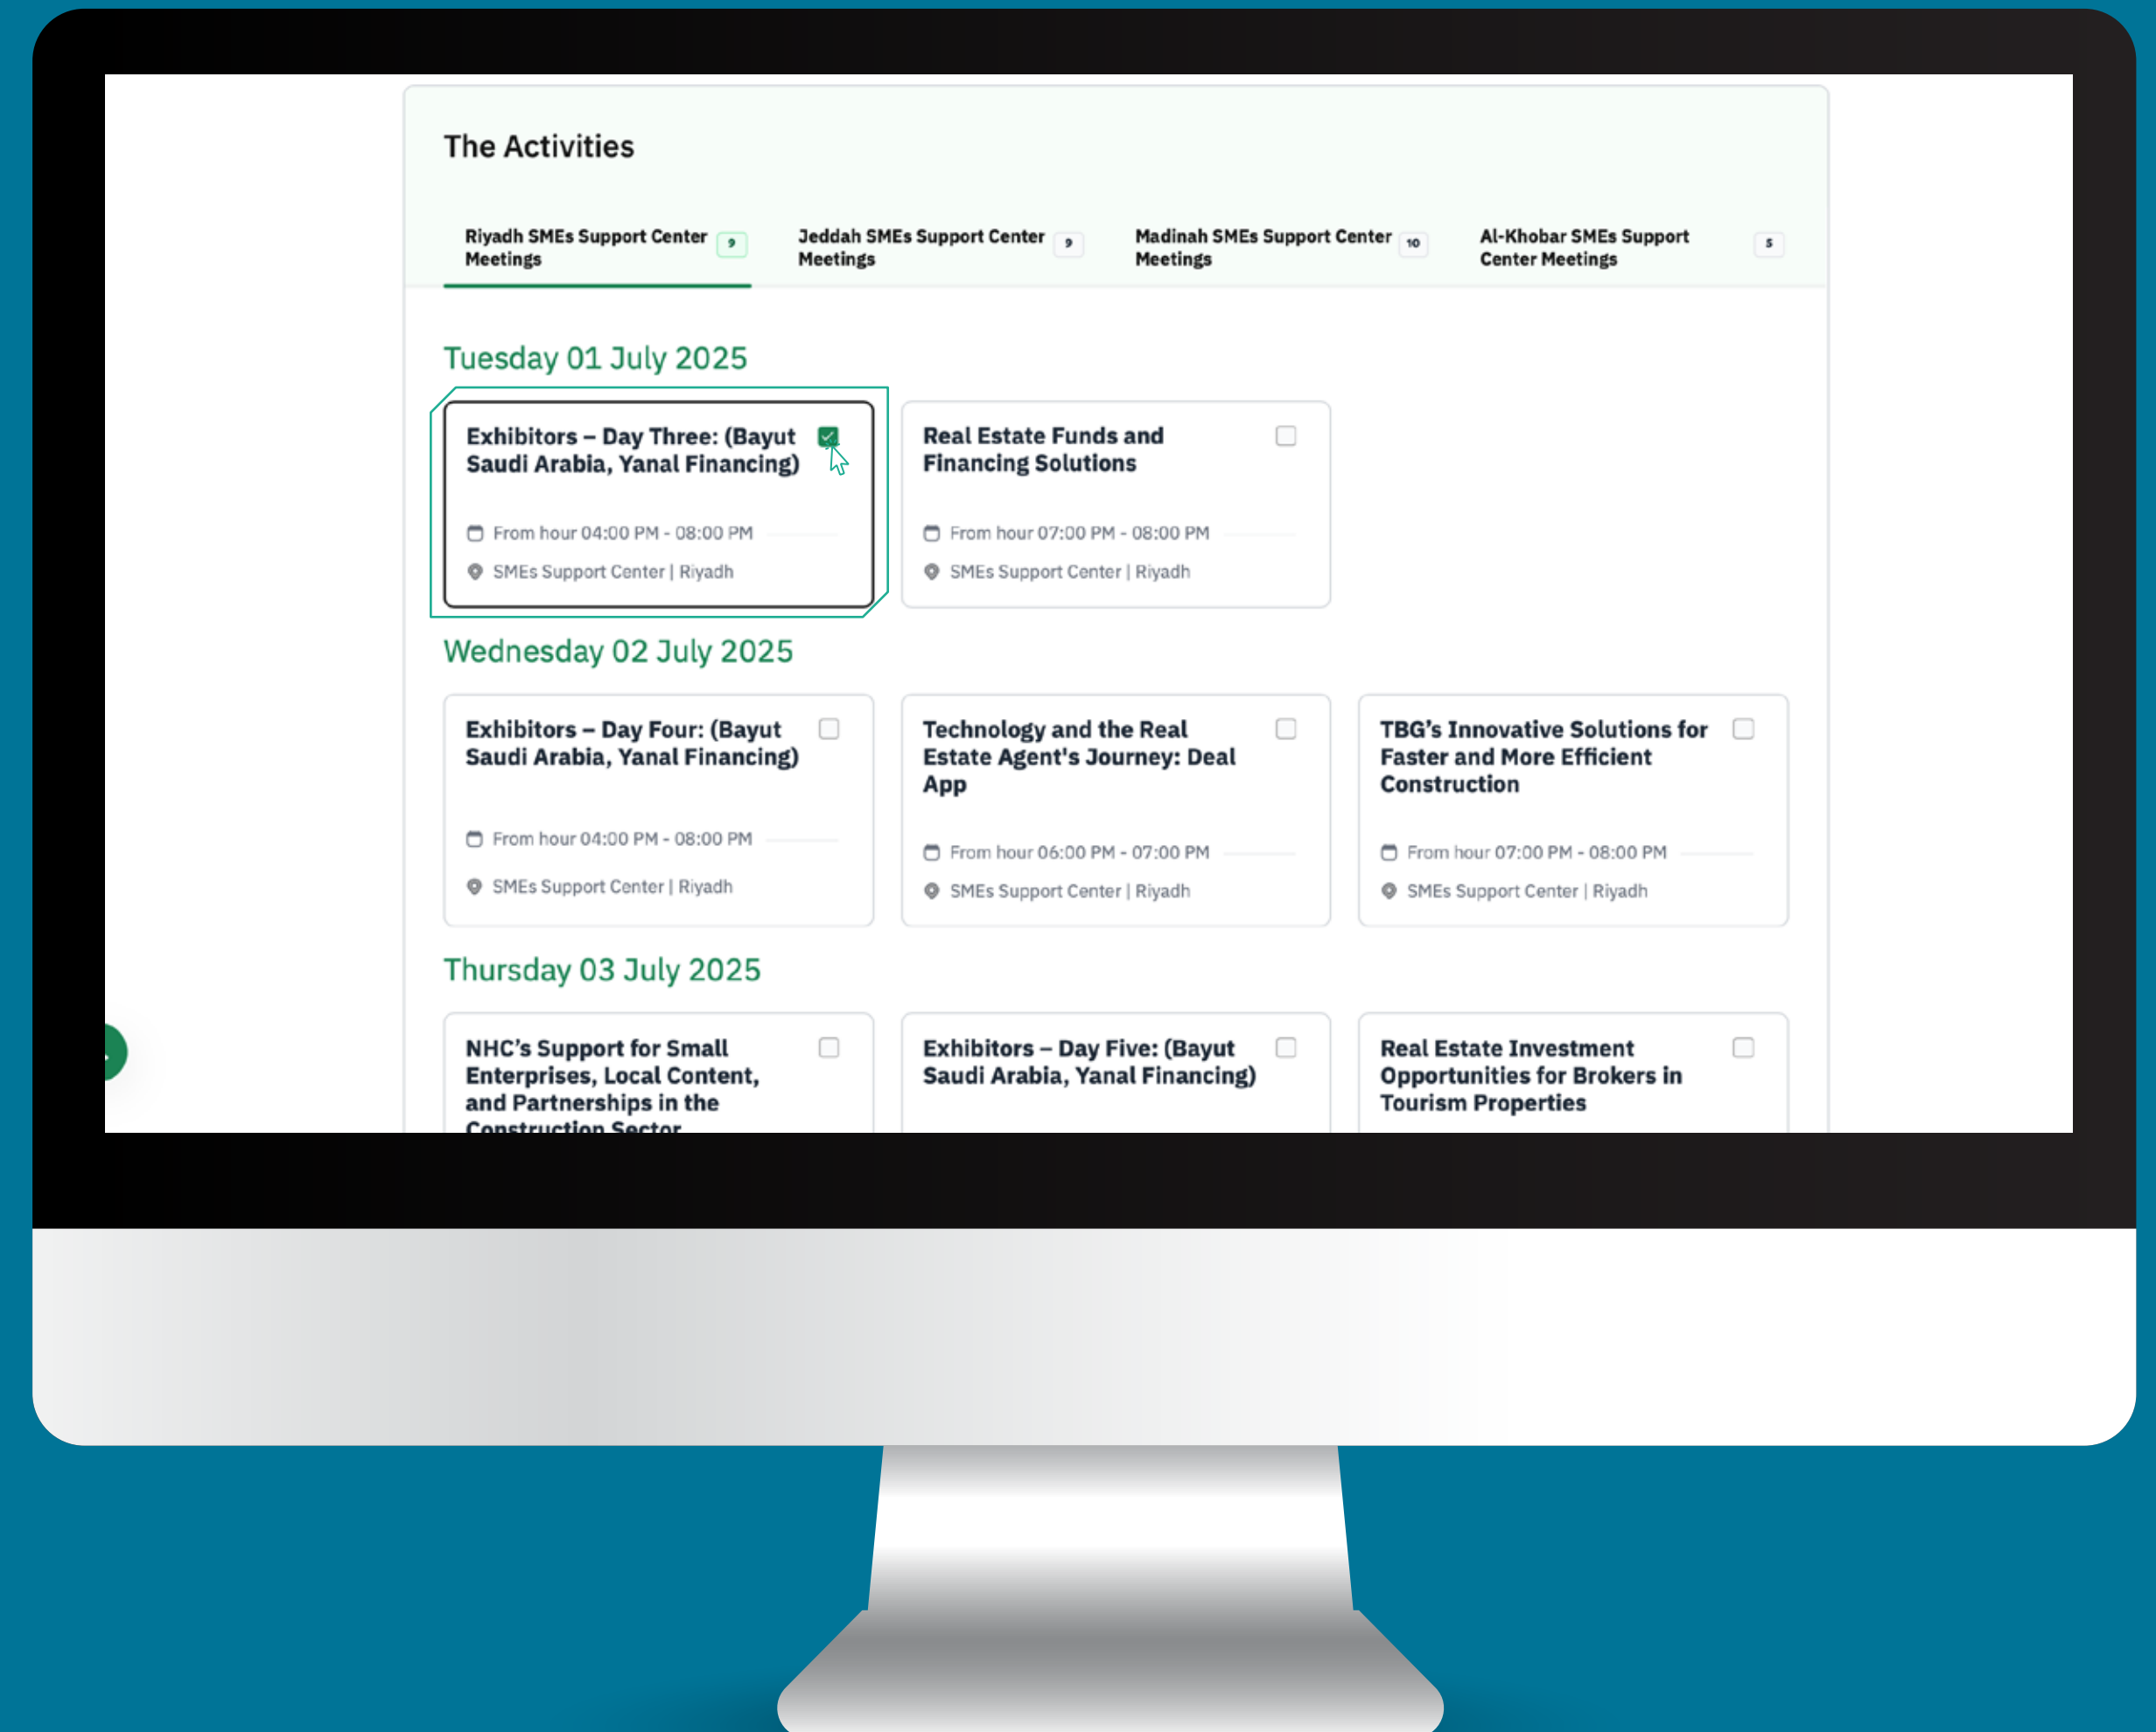 The Activities
Riyadh SMEs Support Center
Meetings
9
Jeddah SMEs Support Center
Meetings
9
Madinah SMEs Support Center
Meetings
10
Al-Khobar SMEs Support
Center Meetings
5
Tuesday 01 July 2025
Exhibitors – Day Three: (Bayut
Saudi Arabia, Yanal Financing)
From hour 04:00 PM - 08:00 PM
SMEs Support Center | Riyadh
Real Estate Funds and
Financing Solutions
From hour 07:00 PM - 08:00 PM
SMEs Support Center | Riyadh
Wednesday 02 July 2025
Exhibitors – Day Four: (Bayut
Saudi Arabia, Yanal Financing)
From hour 04:00 PM - 08:00 PM
SMEs Support Center | Riyadh
Technology and the Real
Estate Agent's Journey: Deal
App
From hour 06:00 PM - 07:00 PM
SMEs Support Center | Riyadh
TBG’s Innovative Solutions for
Faster and More Efficient
Construction
From hour 07:00 PM - 08:00 PM
SMEs Support Center | Riyadh
Thursday 03 July 2025
NHC’s Support for Small
Enterprises, Local Content,
and Partnerships in the
Construction Sector
Exhibitors – Day Five: (Bayut
Saudi Arabia, Yanal Financing)
Real Estate Investment
Opportunities for Brokers in
Tourism Properties